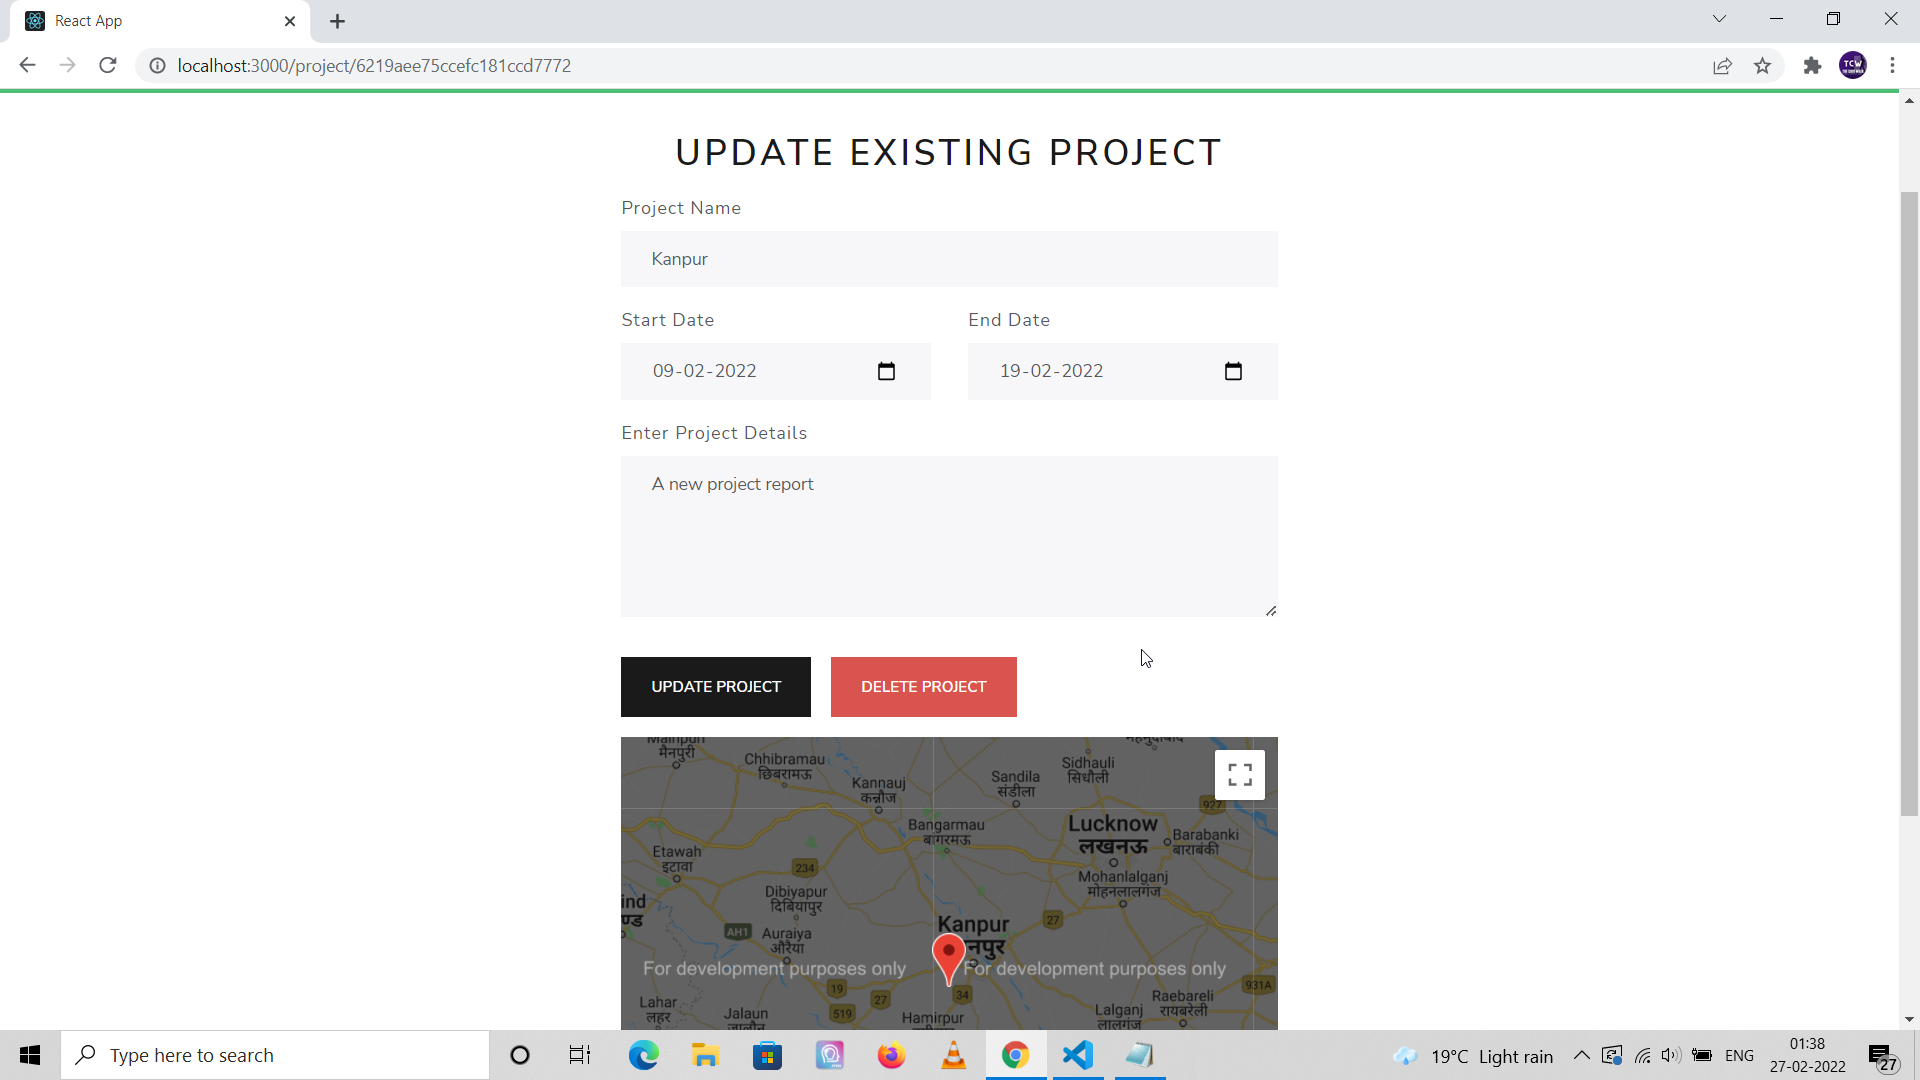 React App
localhost:3000/project/6219aee75ccefc181ccd7772
TCW
UPDATE EXISTING PROJECT
Project Name
Kanpur
Start Date
End Date
09-02-2022
19-02-2022
Enter Project Details
A new project report
UPDATE PROJECT
DELETE PROJECT
मैनपुरी
Chhibramau
छिबरामऊ
Kannauj
कन्नौज
Sandila
संडीला
Sidhauli
सिधौली
927
Bangarmau
बांगरमऊ
Lucknow
लखनऊ
Barabanki
बाराबंकी
Etawah
इटावा
234
Mohanlalganj
मोहनलालगंज
Dibiyapur
दिबियापुर
ind
ण्ड
AH1
Auraiya
औरैया
Kanpur
नपुर
27
For development purposes only
For development purposes only
19
27
34
931A
Lahar
लहर
519
Jalaun
जालौन
Hamirpur
Lalganj
लालगंज
Raebareli
रायबरेली
Type here to search
19°C Light rain
ENG
01:38
27-02-2022
27